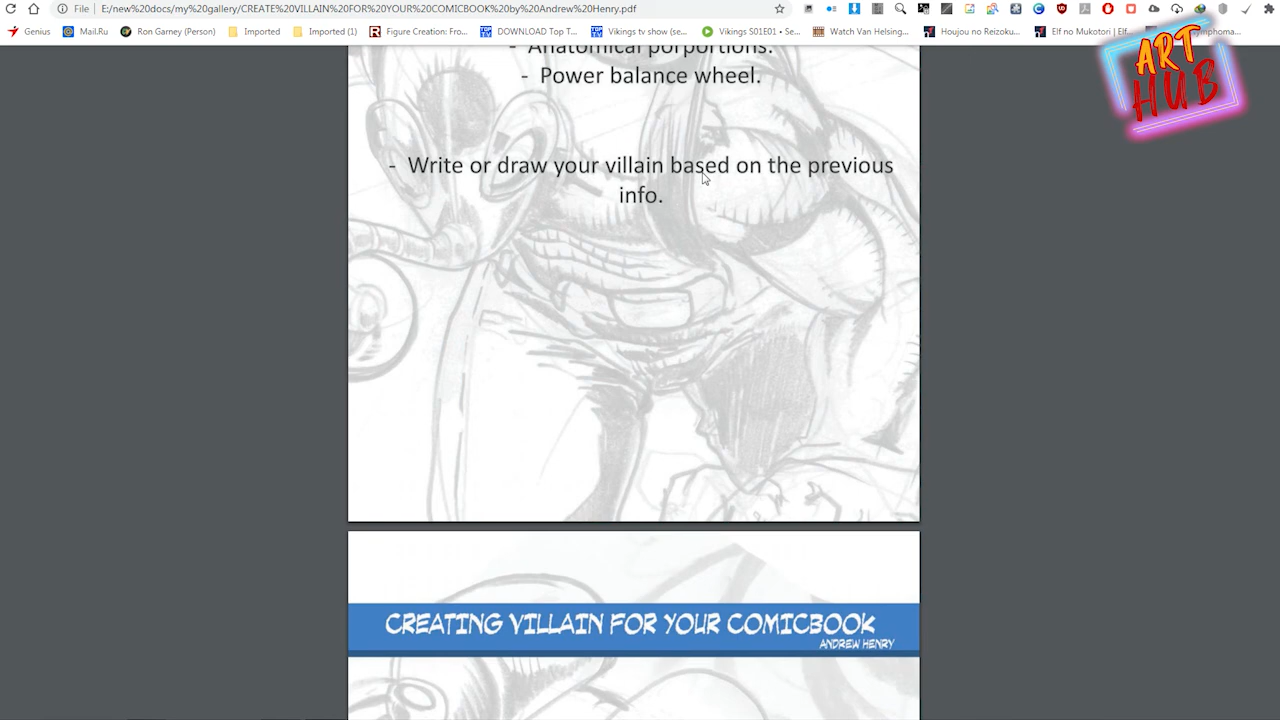 File
E:/new%20docs/my%20gallery/CREATE%20VILLAIN%20FOR%20YOUR%20COMICBOOK%20by%20Andrew%20Henry.pdf
Genius Mail.Ru Ron Garney (Person) Imported Imported (1) Figure Creation: Fro... DOWNLOAD Top T... Vikings tv show (se... Vikings S01E01 • Se... Watch Van Helsing... Houjou no Reizoku... Elf no Mukotori | Elf...
ART
HUB
- Anatomical porportions.
- Power balance wheel.
- Write or draw your villain based on the previous
info.
CREATING VILLAIN FOR YOUR COMICBOOK
ANDREW HENRY